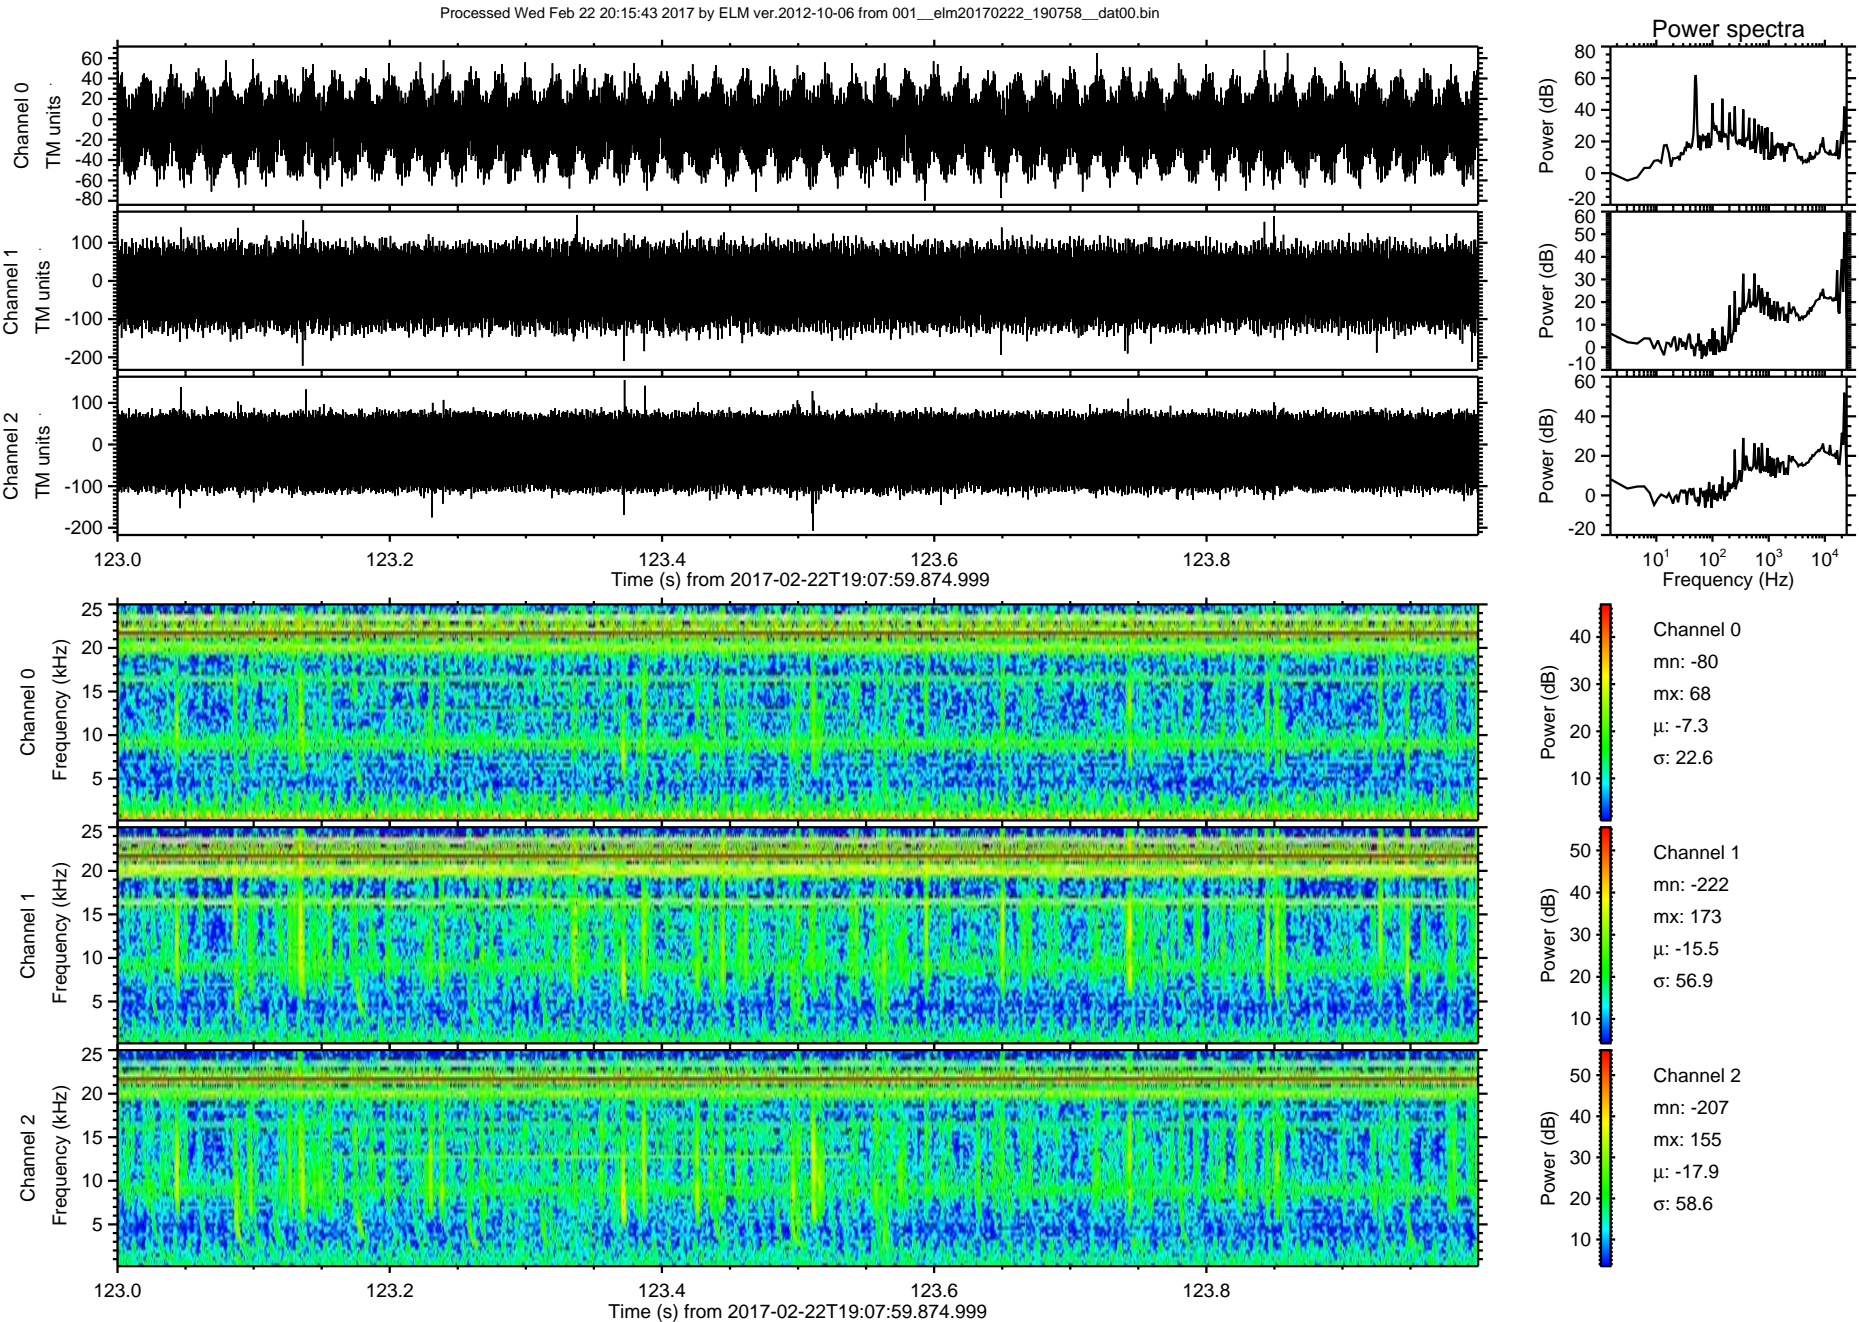 Processed Wed Feb 22 20:15:43 2017 by ELM ver.2012-10-06 from 001__elm20170222_190758__dat00.bin
Power spectra
Channel 0
TM units
60
40
20
0
-20
-40
-60
-80
Power (dB)
80
60
40
20
0
-20
Channel 1
TM units
100
0
-100
-200
Power (dB)
60
50
40
30
20
10
0
-10
Channel 2
TM units
100
0
-100
-200
Power (dB)
60
40
20
0
-20
123.0 123.2 123.4 123.6 123.8
Time (s) from 2017-02-22T19:07:59.874.999
10^1 10^2 10^3 10^4
Frequency (Hz)
Channel 0
Frequency (kHz)
25
20
15
10
5
Power (dB)
40
30
20
10
Channel 0
mn: -80
mx: 68
μ: -7.3
σ: 22.6
Channel 1
Frequency (kHz)
25
20
15
10
5
Power (dB)
50
40
30
20
10
Channel 1
mn: -222
mx: 173
μ: -15.5
σ: 56.9
Channel 2
Frequency (kHz)
25
20
15
10
5
Power (dB)
50
40
30
20
10
Channel 2
mn: -207
mx: 155
μ: -17.9
σ: 58.6
123.0 123.2 123.4 123.6 123.8
Time (s) from 2017-02-22T19:07:59.874.999